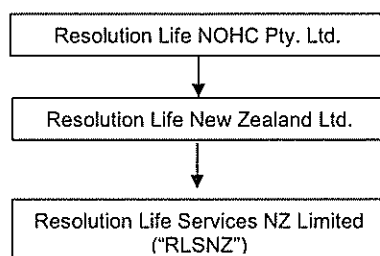 Resolution Life NOHC Pty. Ltd.
Resolution Life New Zealand Ltd.
Resolution Life Services NZ Limited
(“RLSNZ”)